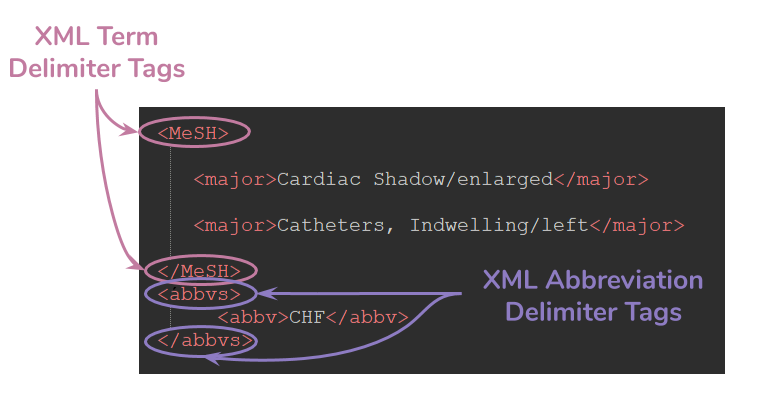 XML Term
Delimiter Tags
<MeSH>
<major>Cardiac Shadow/enlarged</major>
<major>Catheters, Indwelling/left</major>
</MeSH>
<abbvs>
<abbv>CHF</abbv>
</abbvs>
XML Abbreviation
Delimiter Tags